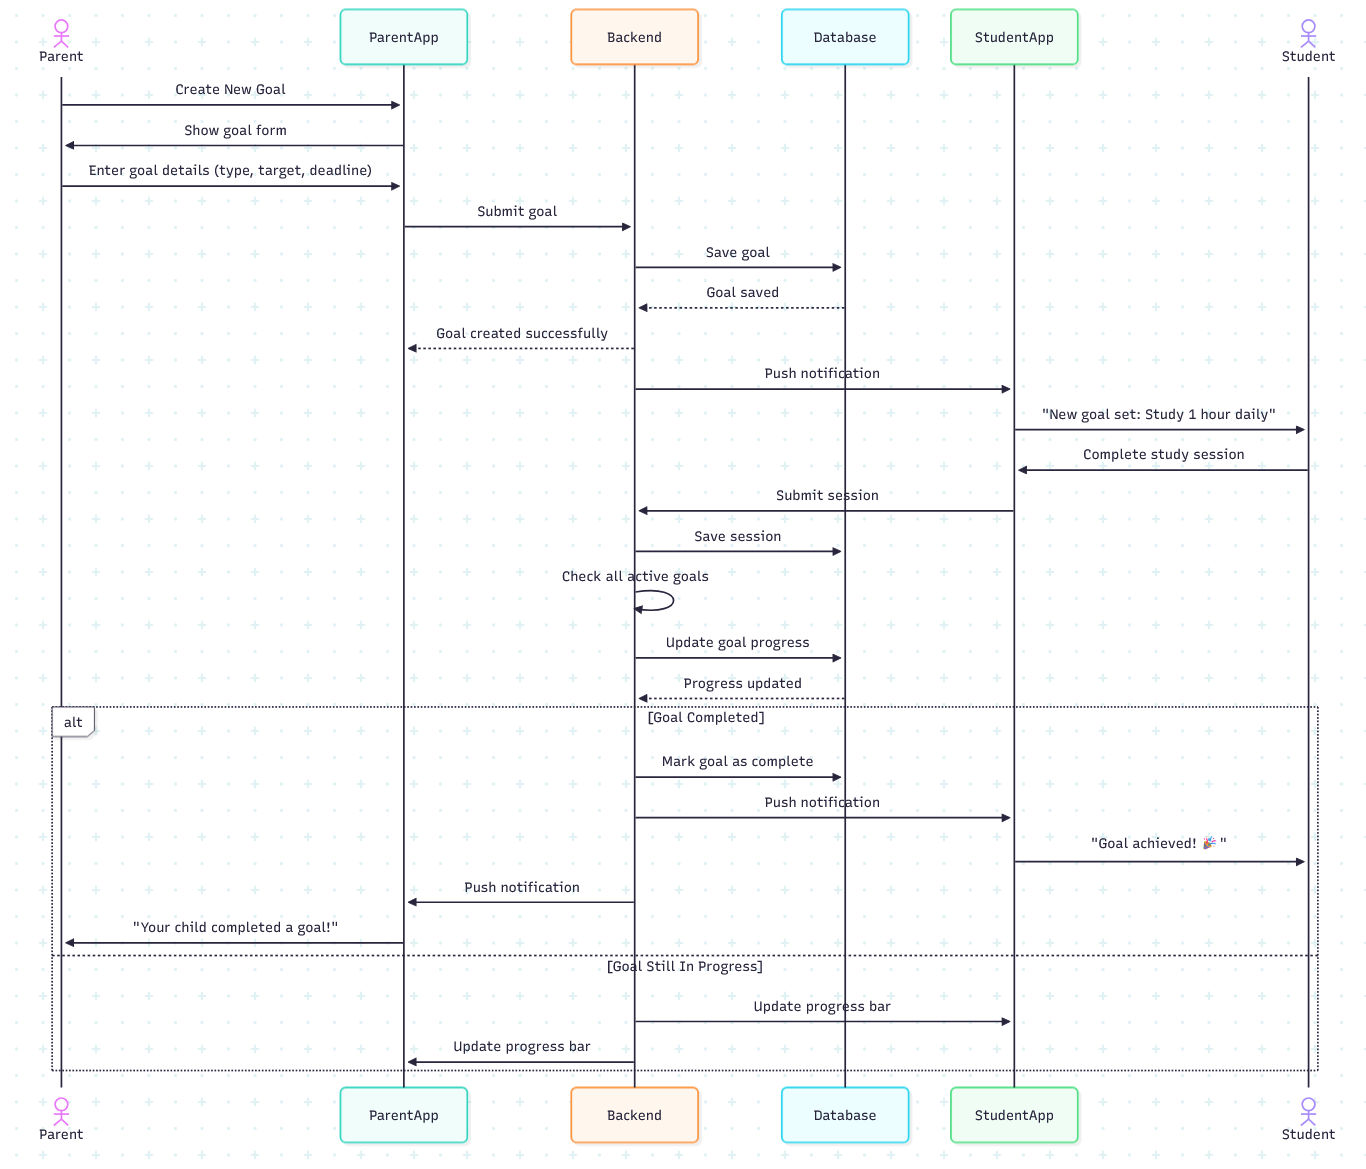 Parent
ParentApp
Backend
Database
StudentApp
Student
Create New Goal
Show goal form
Enter goal details (type, target, deadline)
Submit goal
Save goal
Goal saved
Goal created successfully
Push notification
"New goal set: Study 1 hour daily"
Complete study session
Submit session
Save session
Check all active goals
Update goal progress
Progress updated
alt
[Goal Completed]
Mark goal as complete
Push notification
"Goal achieved! 🎉"
Push notification
"Your child completed a goal!"
[Goal Still In Progress]
Update progress bar
Update progress bar
Parent
ParentApp
Backend
Database
StudentApp
Student